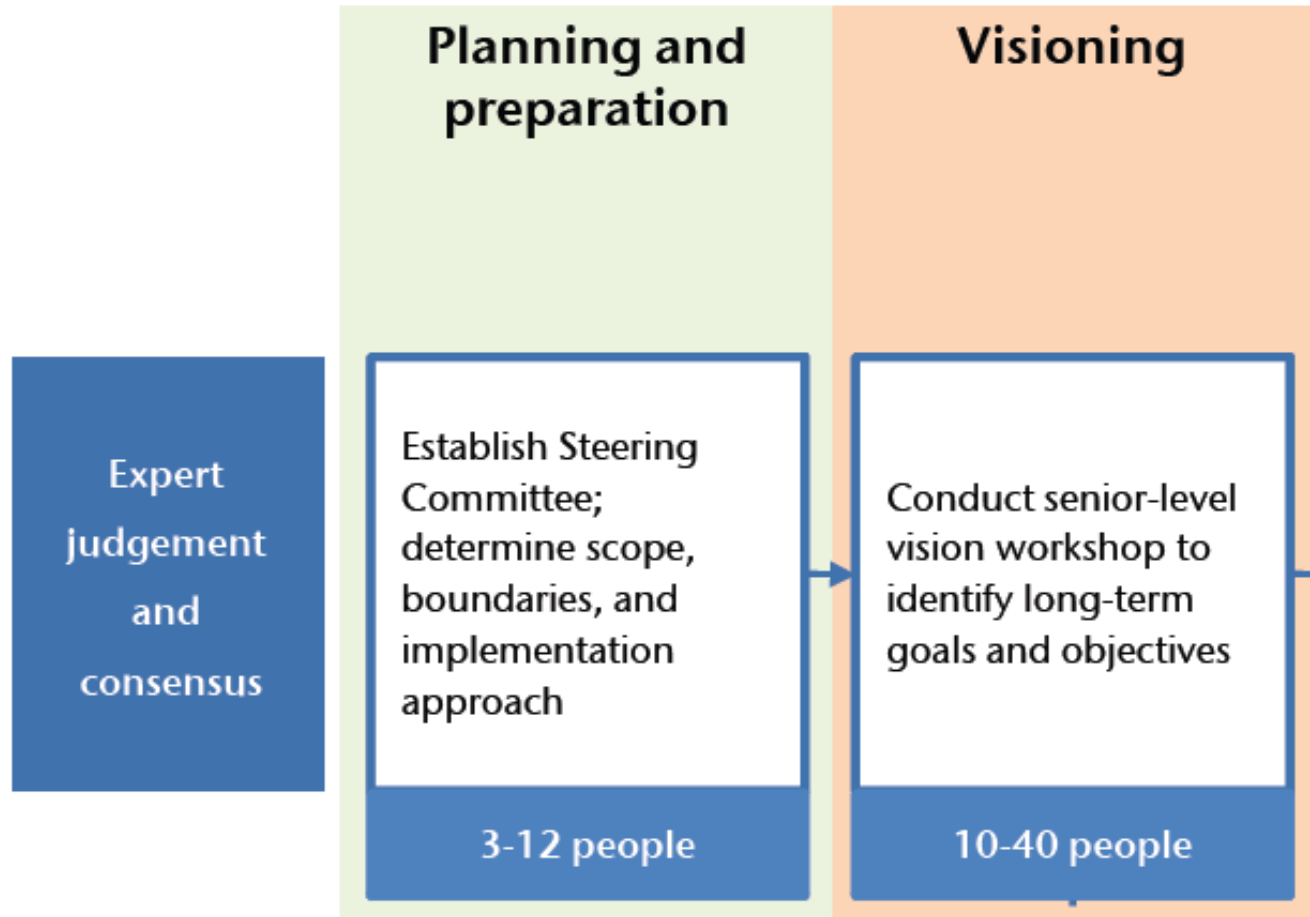 Planning and
preparation
Visioning
Expert
judgement
and
consensus
Establish Steering
Committee;
determine scope,
boundaries, and
implementation
approach
3-12 people
Conduct senior-level
vision workshop to
identify long-term
goals and objectives
10-40 people